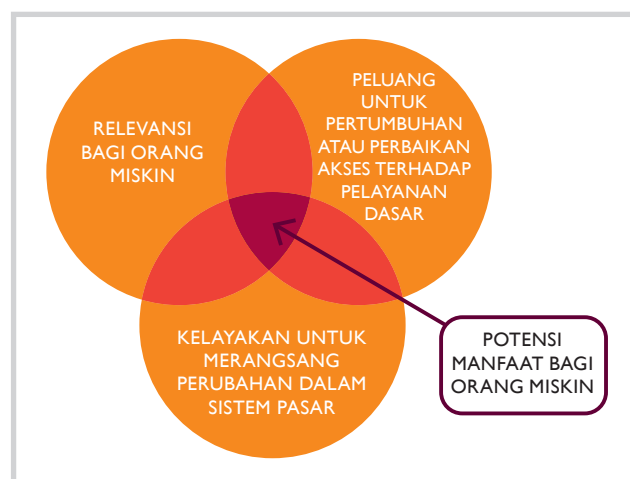 RELEVANSI
BAGI ORANG
MISKIN
PELUANG
UNTUK
PERTUMBUHAN
ATAU PERBAIKAN
AKSES TERHADAP
PELAYANAN
DASAR
KELAYAKAN UNTUK
MERANGSANG
PERUBAHAN DALAM
SISTEM PASAR
POTENSI
MANFAAT BAGI
ORANG MISKIN